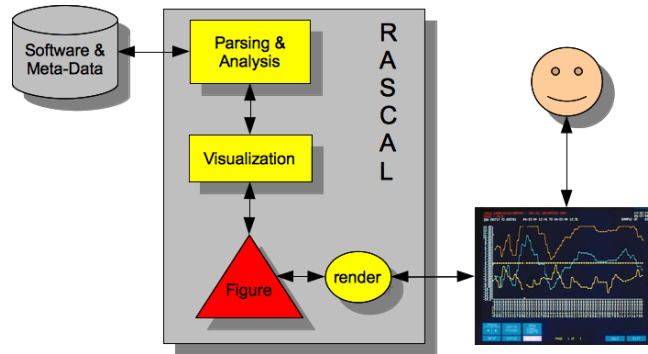 Software &
Meta-Data
Parsing &
Analysis
R
A
S
C
A
L
Visualization
Figure
render